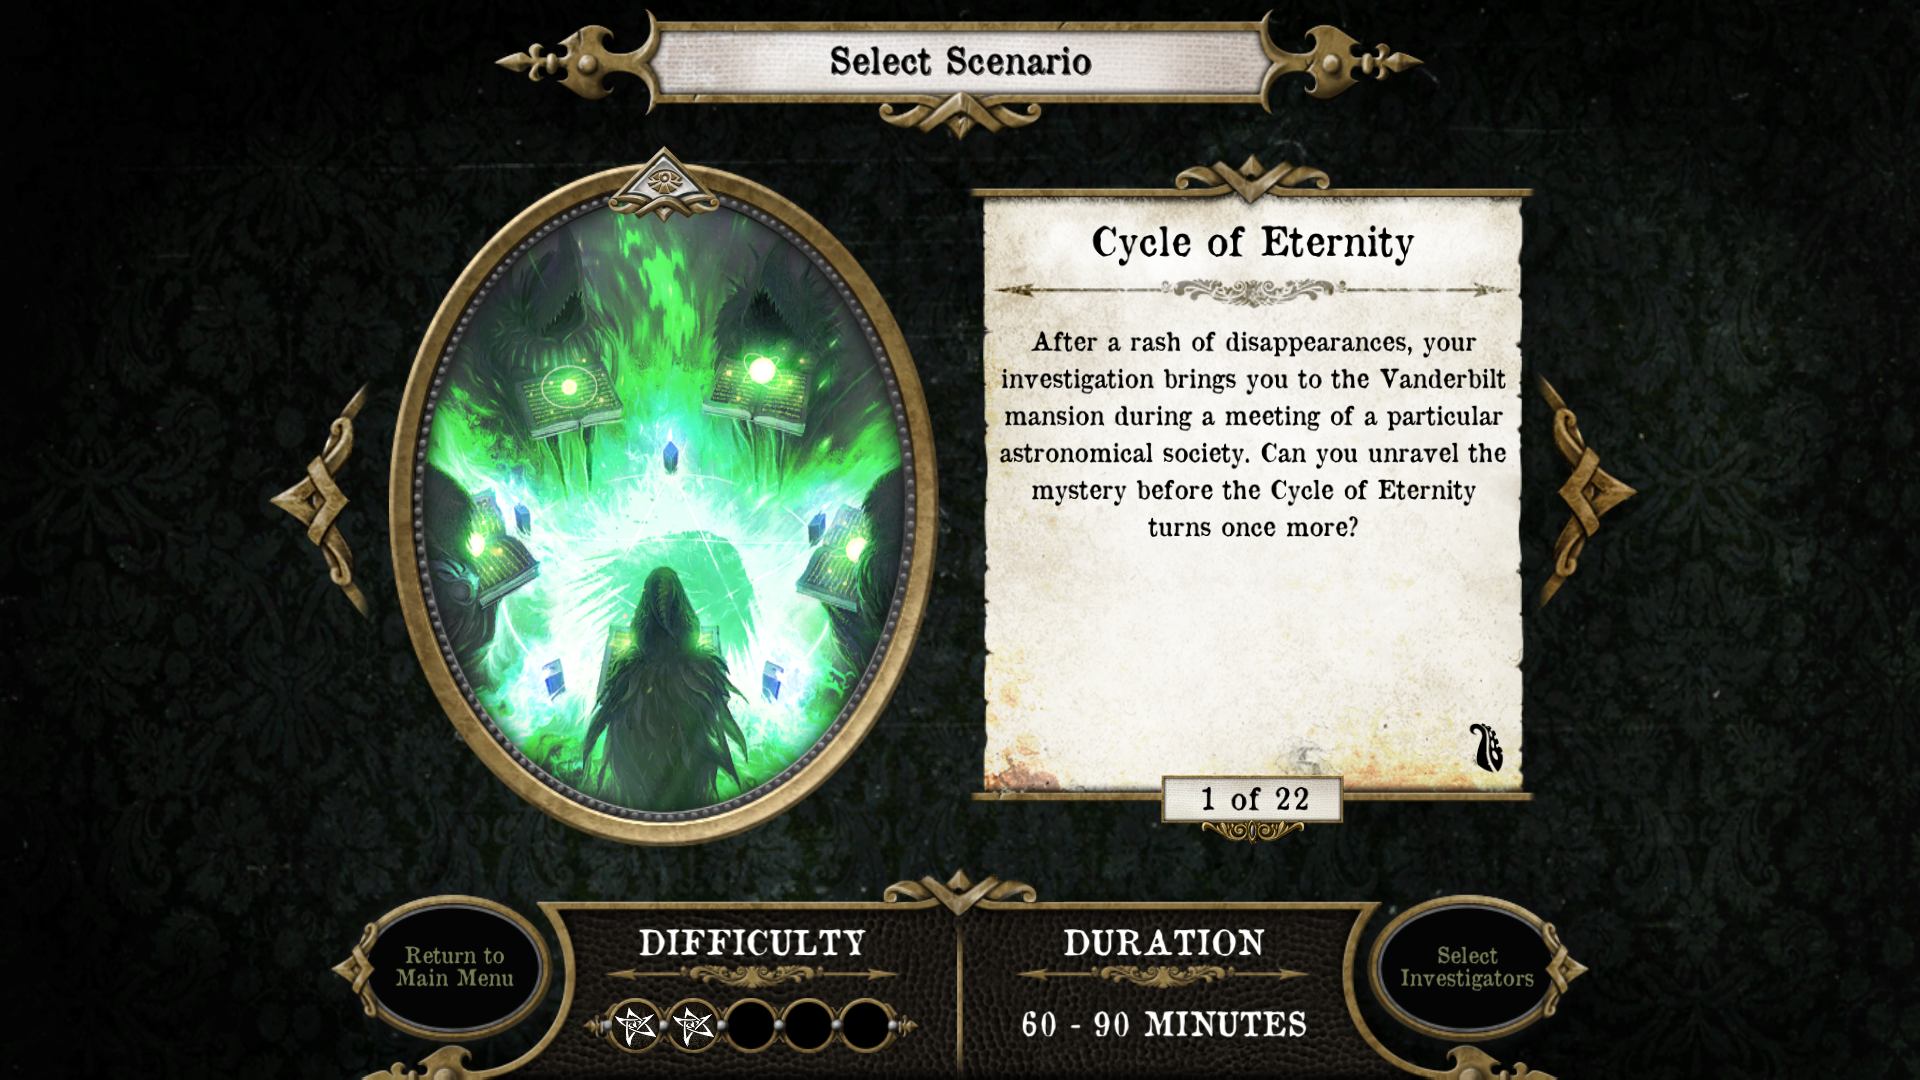 Select Scenario
Cycle of Eternity
After a rash of disappearances, your
investigation brings you to the Vanderbilt
mansion during a meeting of a particular
astronomical society. Can you unravel the
mystery before the Cycle of Eternity
turns once more?
1 of 22
Return to
Main Menu
DIFFICULTY
DURATION
60 - 90 MINUTES
Select
Investigators